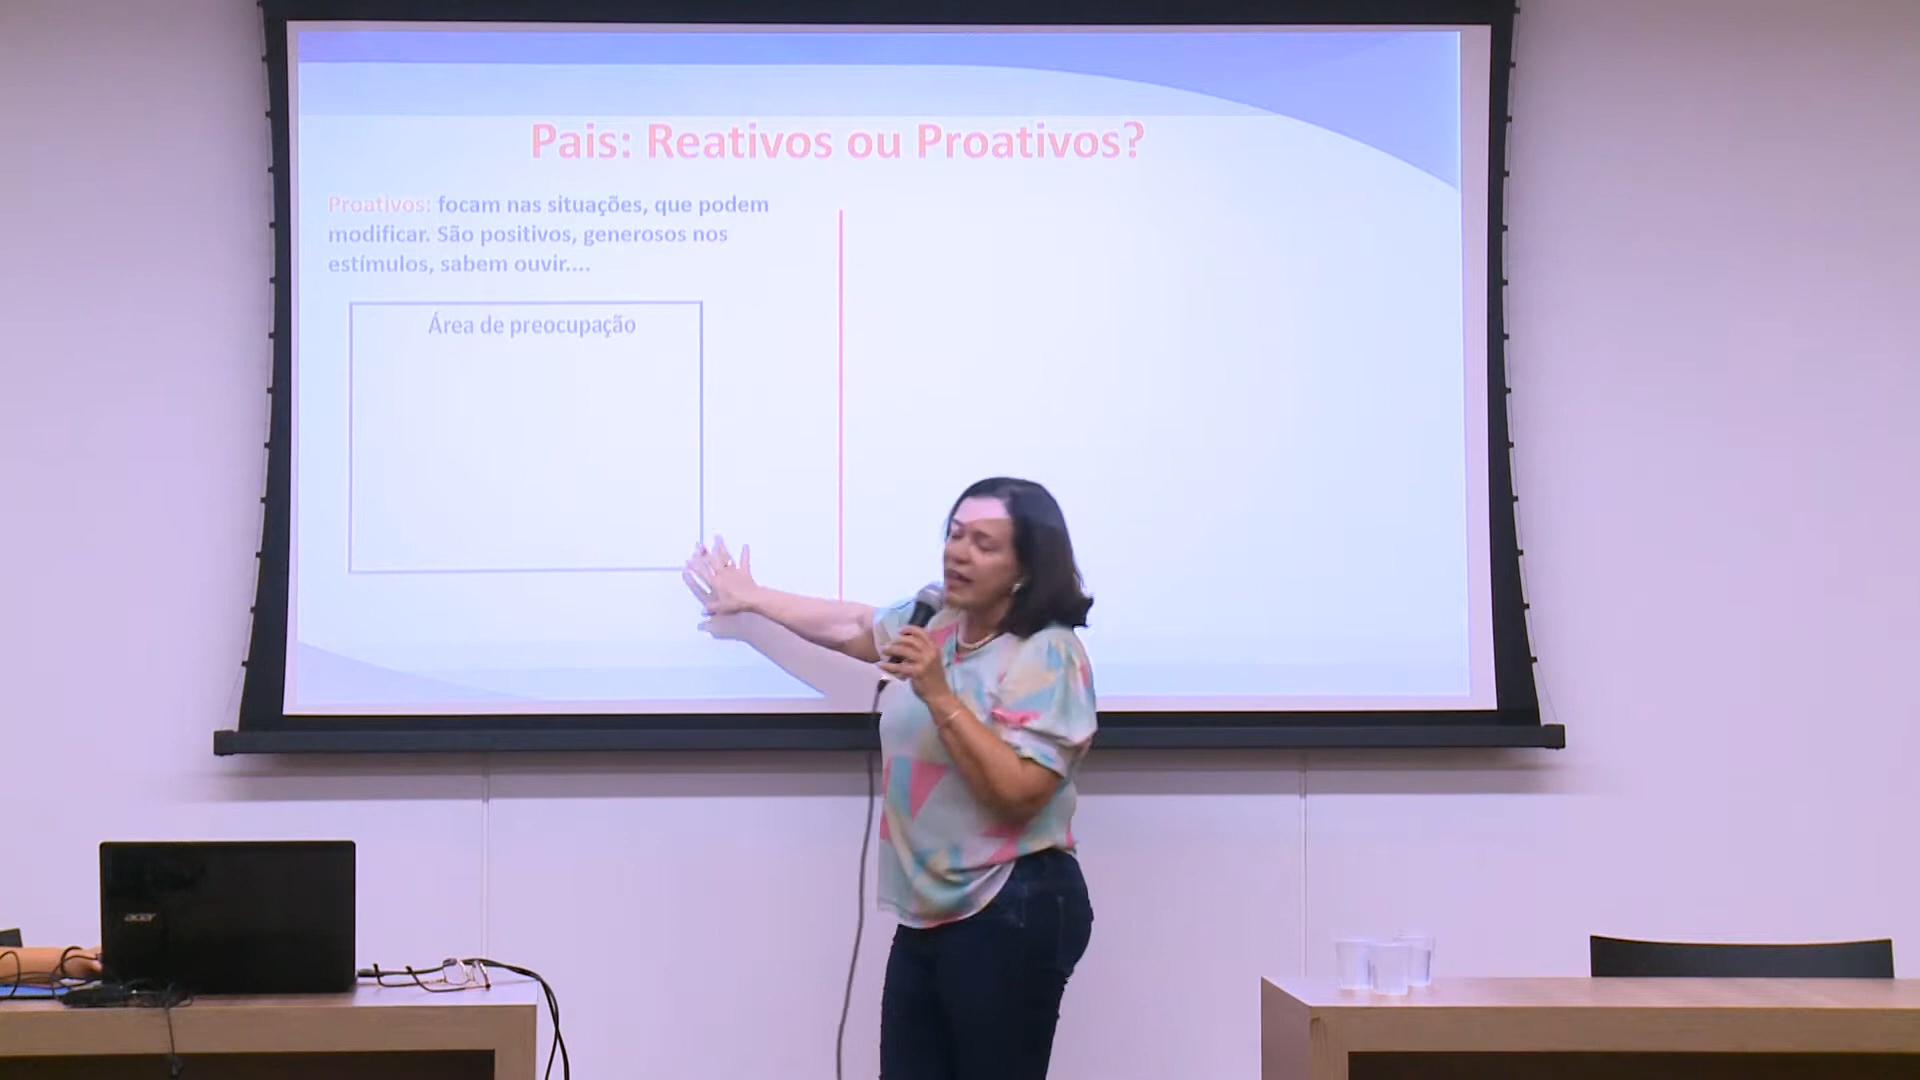 Pais: Reativos ou Proativos?
Proativos: focam nas situações, que podem
modificar. São positivos, generosos nos
estímulos, sabem ouvir....
Área de preocupação
acer